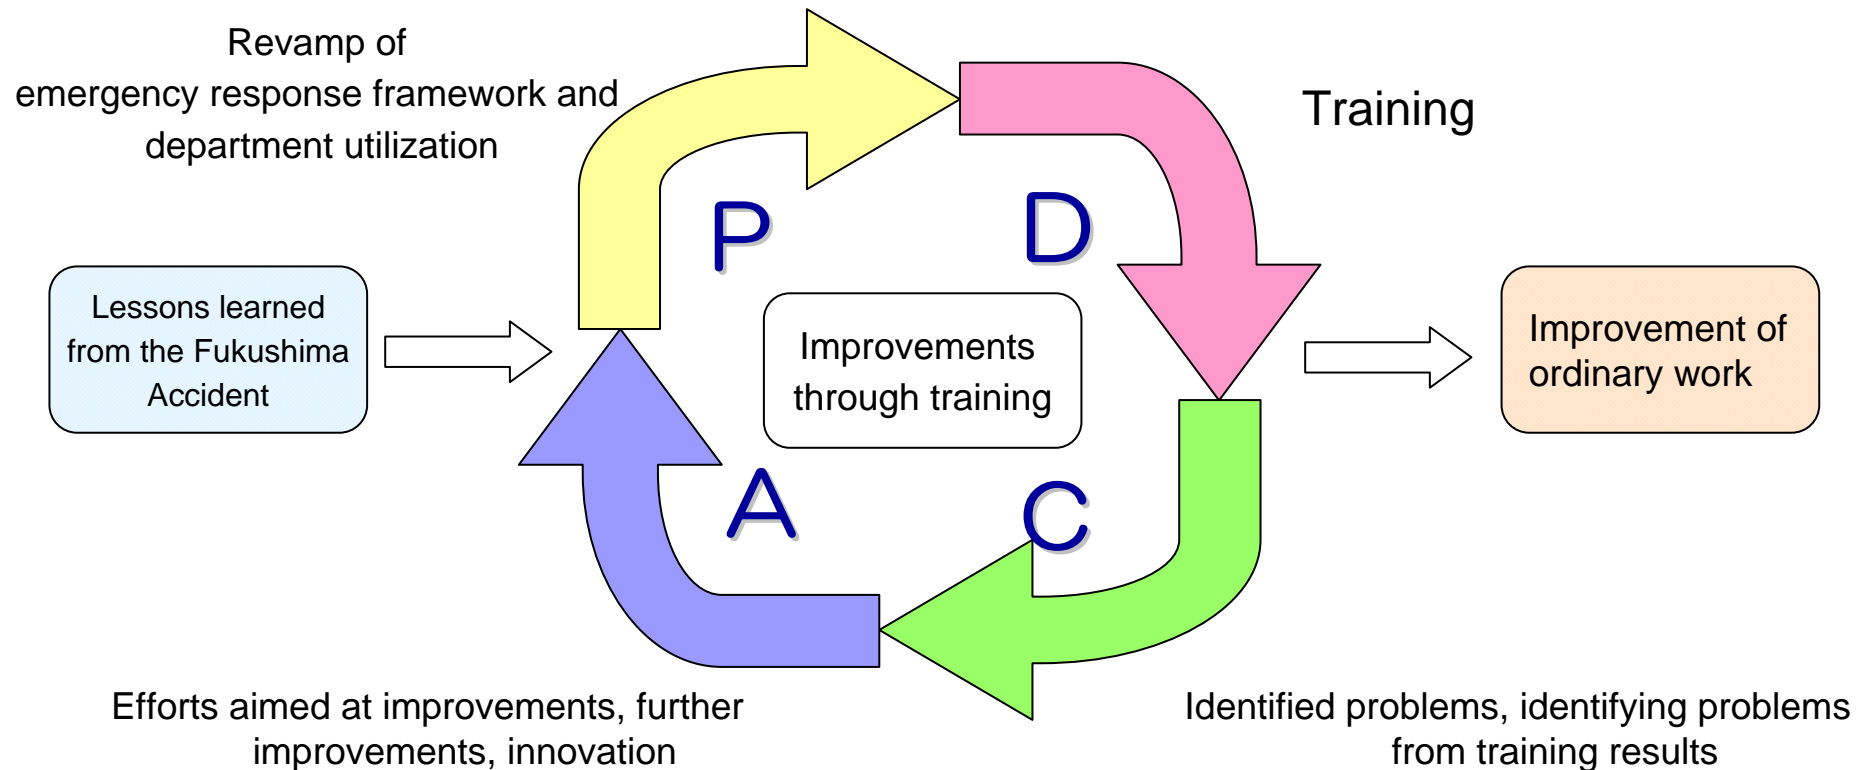 Revamp of
emergency response framework and
department utilization
Training
P
D
Lessons learned
from the Fukushima
Accident
Improvements
through training
Improvement of
ordinary work
A
C
Efforts aimed at improvements, further
improvements, innovation
Identified problems, identifying problems
from training results